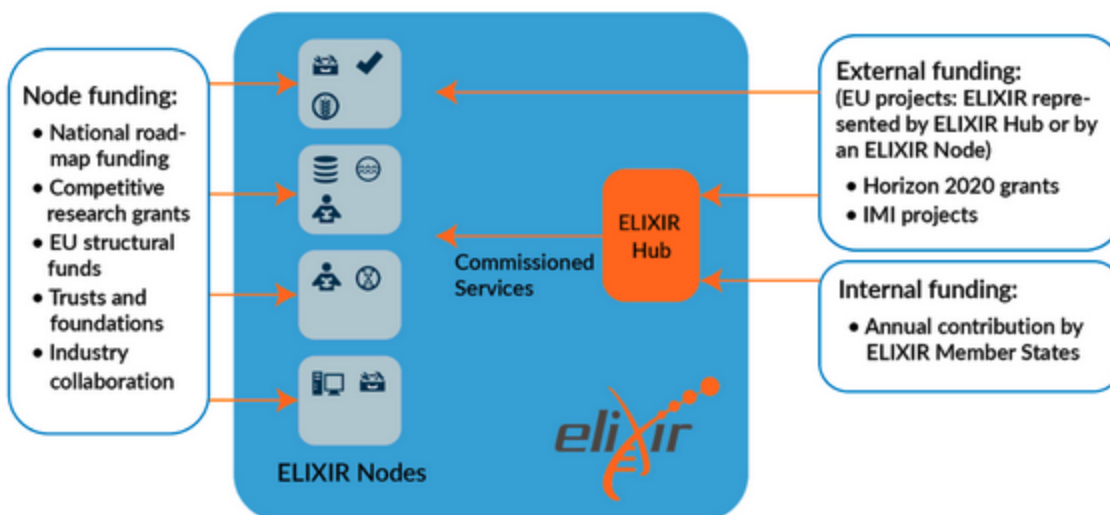 Node funding:
• National road-
map funding
• Competitive
research grants
• EU structural
funds
• Trusts and
foundations
• Industry
collaboration
ELIXIR Nodes
Commissioned
Services
ELIXIR
Hub
elixir
External funding:
(EU projects: ELIXIR repre-
sented by ELIXIR Hub or by
an ELIXIR Node)
• Horizon 2020 grants
• IMI projects
Internal funding:
• Annual contribution by
ELIXIR Member States